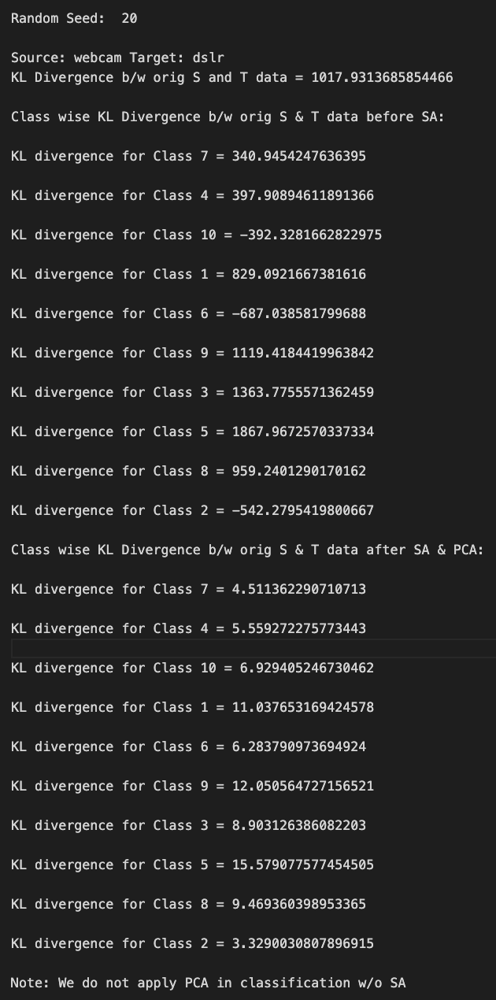 Random Seed:  20
Source: webcam Target: dslr
KL Divergence b/w orig S and T data = 1017.9313685854466
Class wise KL Divergence b/w orig S & T data before SA:
KL divergence for Class 7 = 340.9454247636395
KL divergence for Class 4 = 397.90894611891366
KL divergence for Class 10 = -392.3281662822975
KL divergence for Class 1 = 829.0921667381616
KL divergence for Class 6 = -687.038581799688
KL divergence for Class 9 = 1119.4184419963842
KL divergence for Class 3 = 1363.7755571362459
KL divergence for Class 5 = 1867.9672570337334
KL divergence for Class 8 = 959.2401290170162
KL divergence for Class 2 = -542.2795419800667
Class wise KL Divergence b/w orig S & T data after SA & PCA:
KL divergence for Class 7 = 4.511362290710713
KL divergence for Class 4 = 5.559272275773443
KL divergence for Class 10 = 6.929405246730462
KL divergence for Class 1 = 11.037653169424578
KL divergence for Class 6 = 6.283790973694924
KL divergence for Class 9 = 12.050564727156521
KL divergence for Class 3 = 8.903126386082203
KL divergence for Class 5 = 15.579077577454505
KL divergence for Class 8 = 9.469360398953365
KL divergence for Class 2 = 3.3290030807896915
Note: We do not apply PCA in classification w/o SA